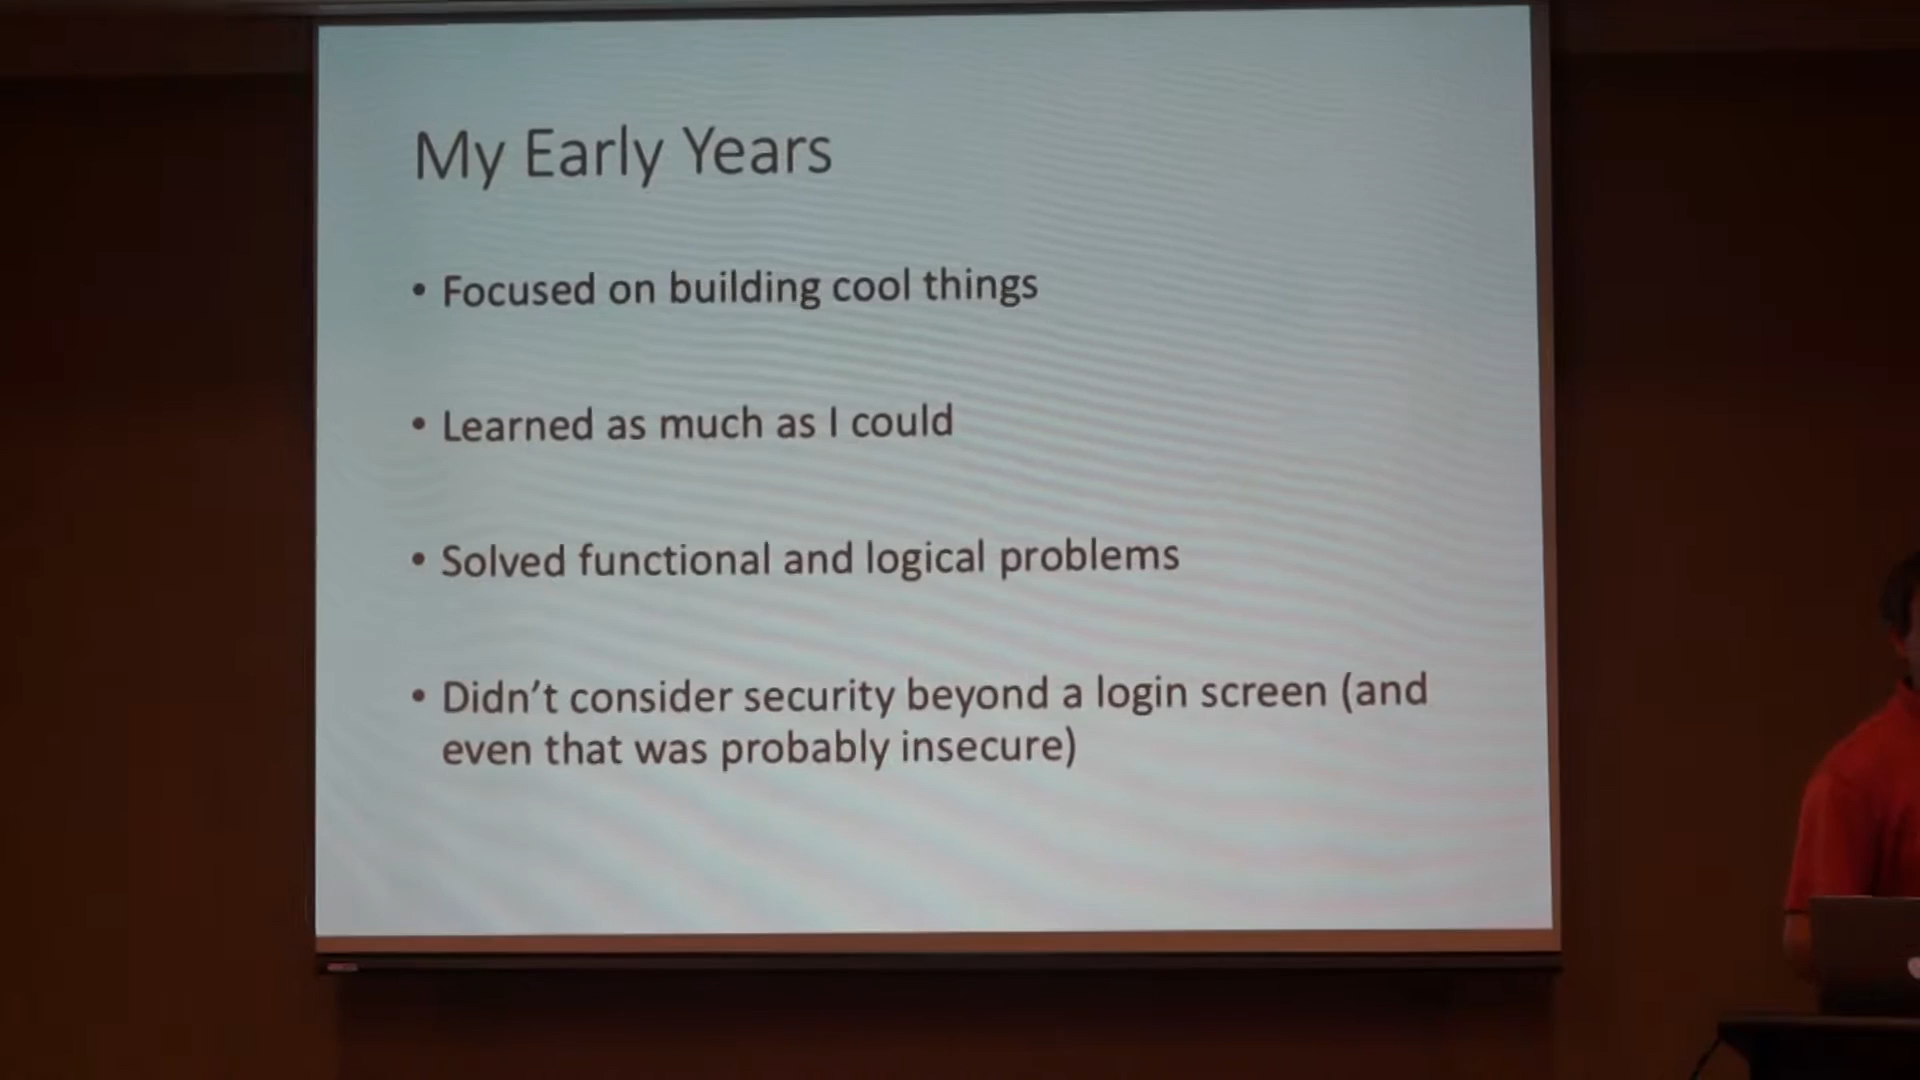 My Early Years
• Focused on building cool things
• Learned as much as I could
• Solved functional and logical problems
• Didn’t consider security beyond a login screen (and
even that was probably insecure)